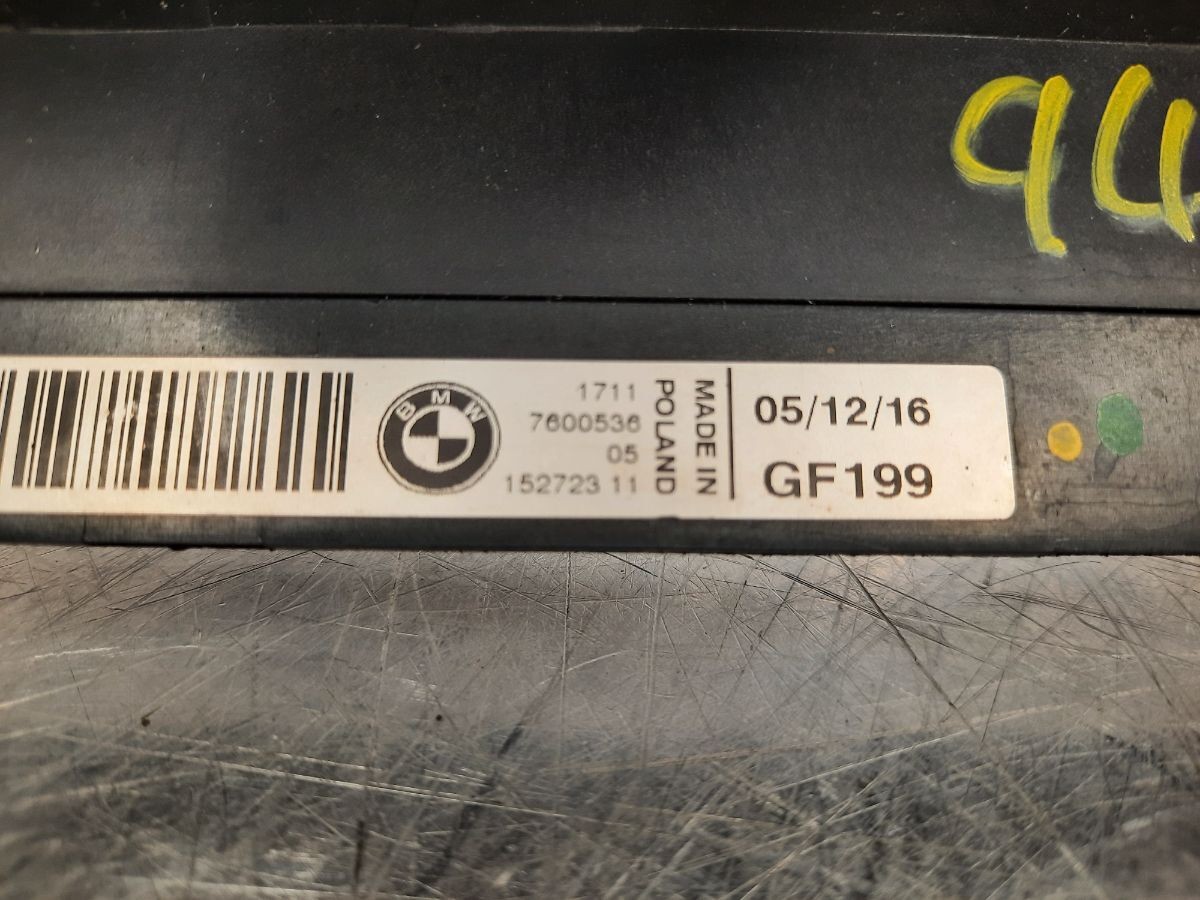 94
BMW
1711
7600536
05
152723 11
MADE IN
POLAND
05/12/16
GF199